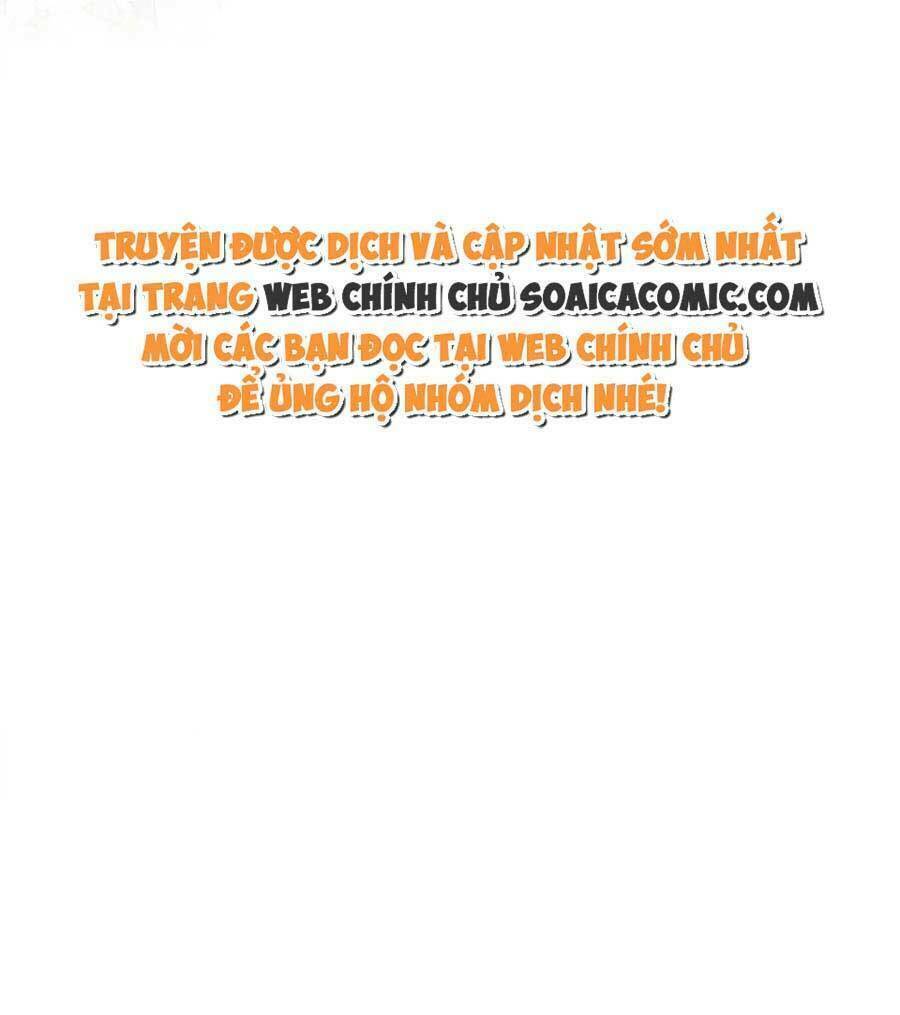 TRUYỆN ĐƯỢC DỊCH VÀ CẬP NHẬT SỚM NHẤT
TẠI TRANG WEB CHÍNH CHỦ SOAICACOMIC.COM
MỜI CÁC BẠN ĐỌC TẠI WEB CHÍNH CHỦ
ĐỂ ỦNG HỘ NHÓM DỊCH NHÉ!